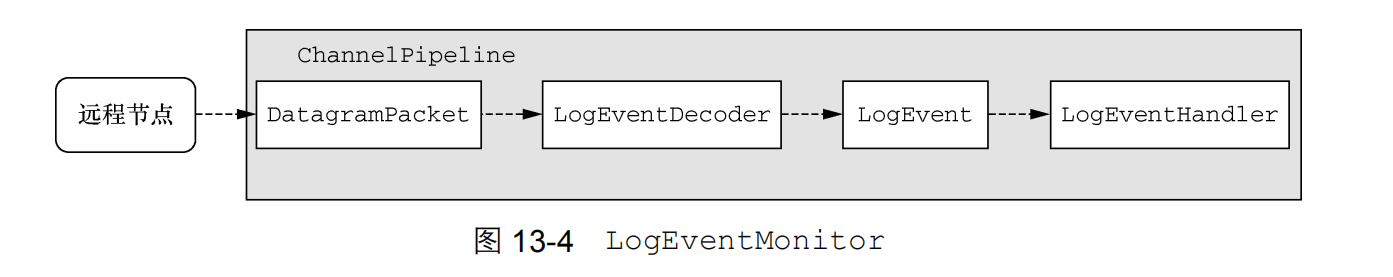 ChannelPipeline
远程节点
DatagramPacket
LogEventDecoder
LogEvent
LogEventHandler
图 13-4 LogEventMonitor